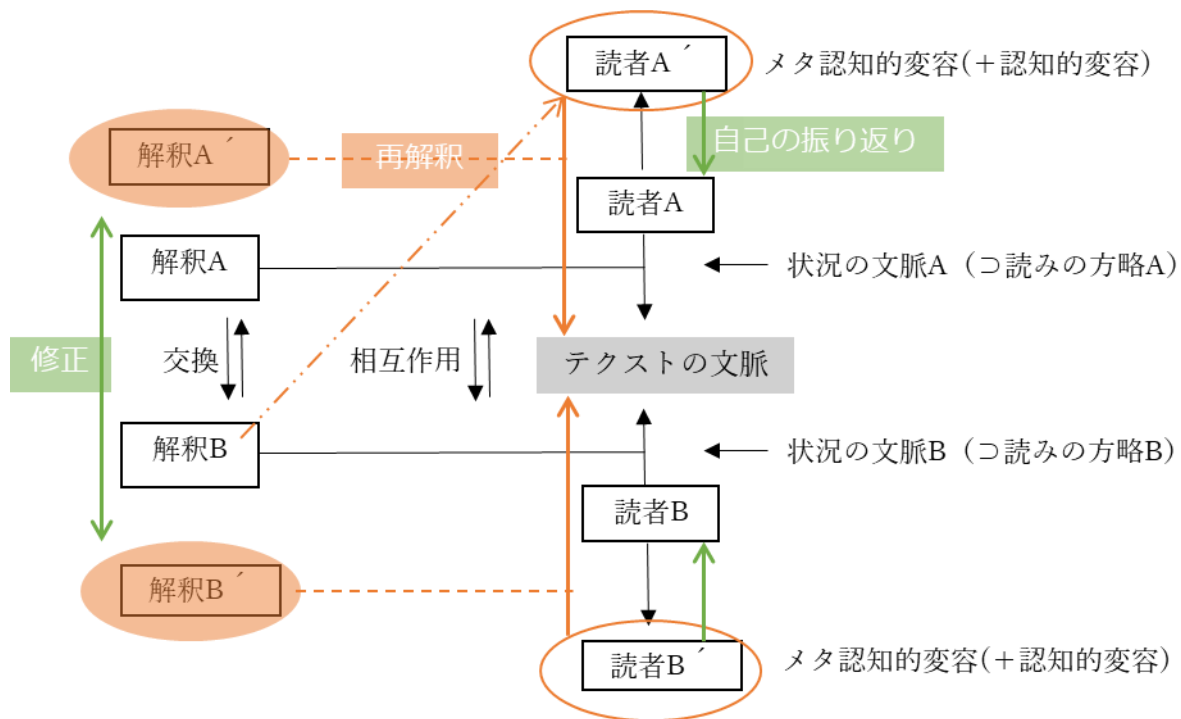 読者A ´
メタ認知的変容(+認知的変容)
解釈A ´
再解釈
自己の振り返り
読者A
解釈A
状況の文脈A(⊃読みの方略A)
修正
交換
相互作用
テクストの文脈
解釈B
状況の文脈B(⊃読みの方略B)
読者B
解釈B ´
読者B ´
メタ認知的変容(+認知的変容)